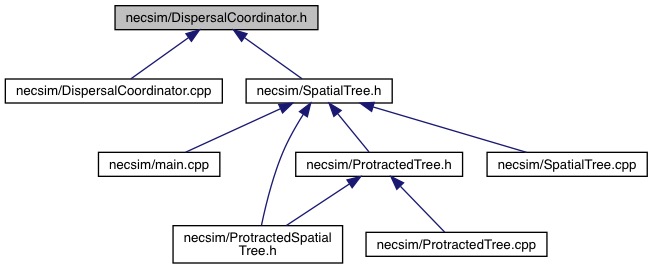 necsim/DispersalCoordinator.h
necsim/DispersalCoordinator.cpp
necsim/SpatialTree.h
necsim/main.cpp
necsim/ProtractedTree.h
necsim/SpatialTree.cpp
necsim/ProtractedSpatial
Tree.h
necsim/ProtractedTree.cpp